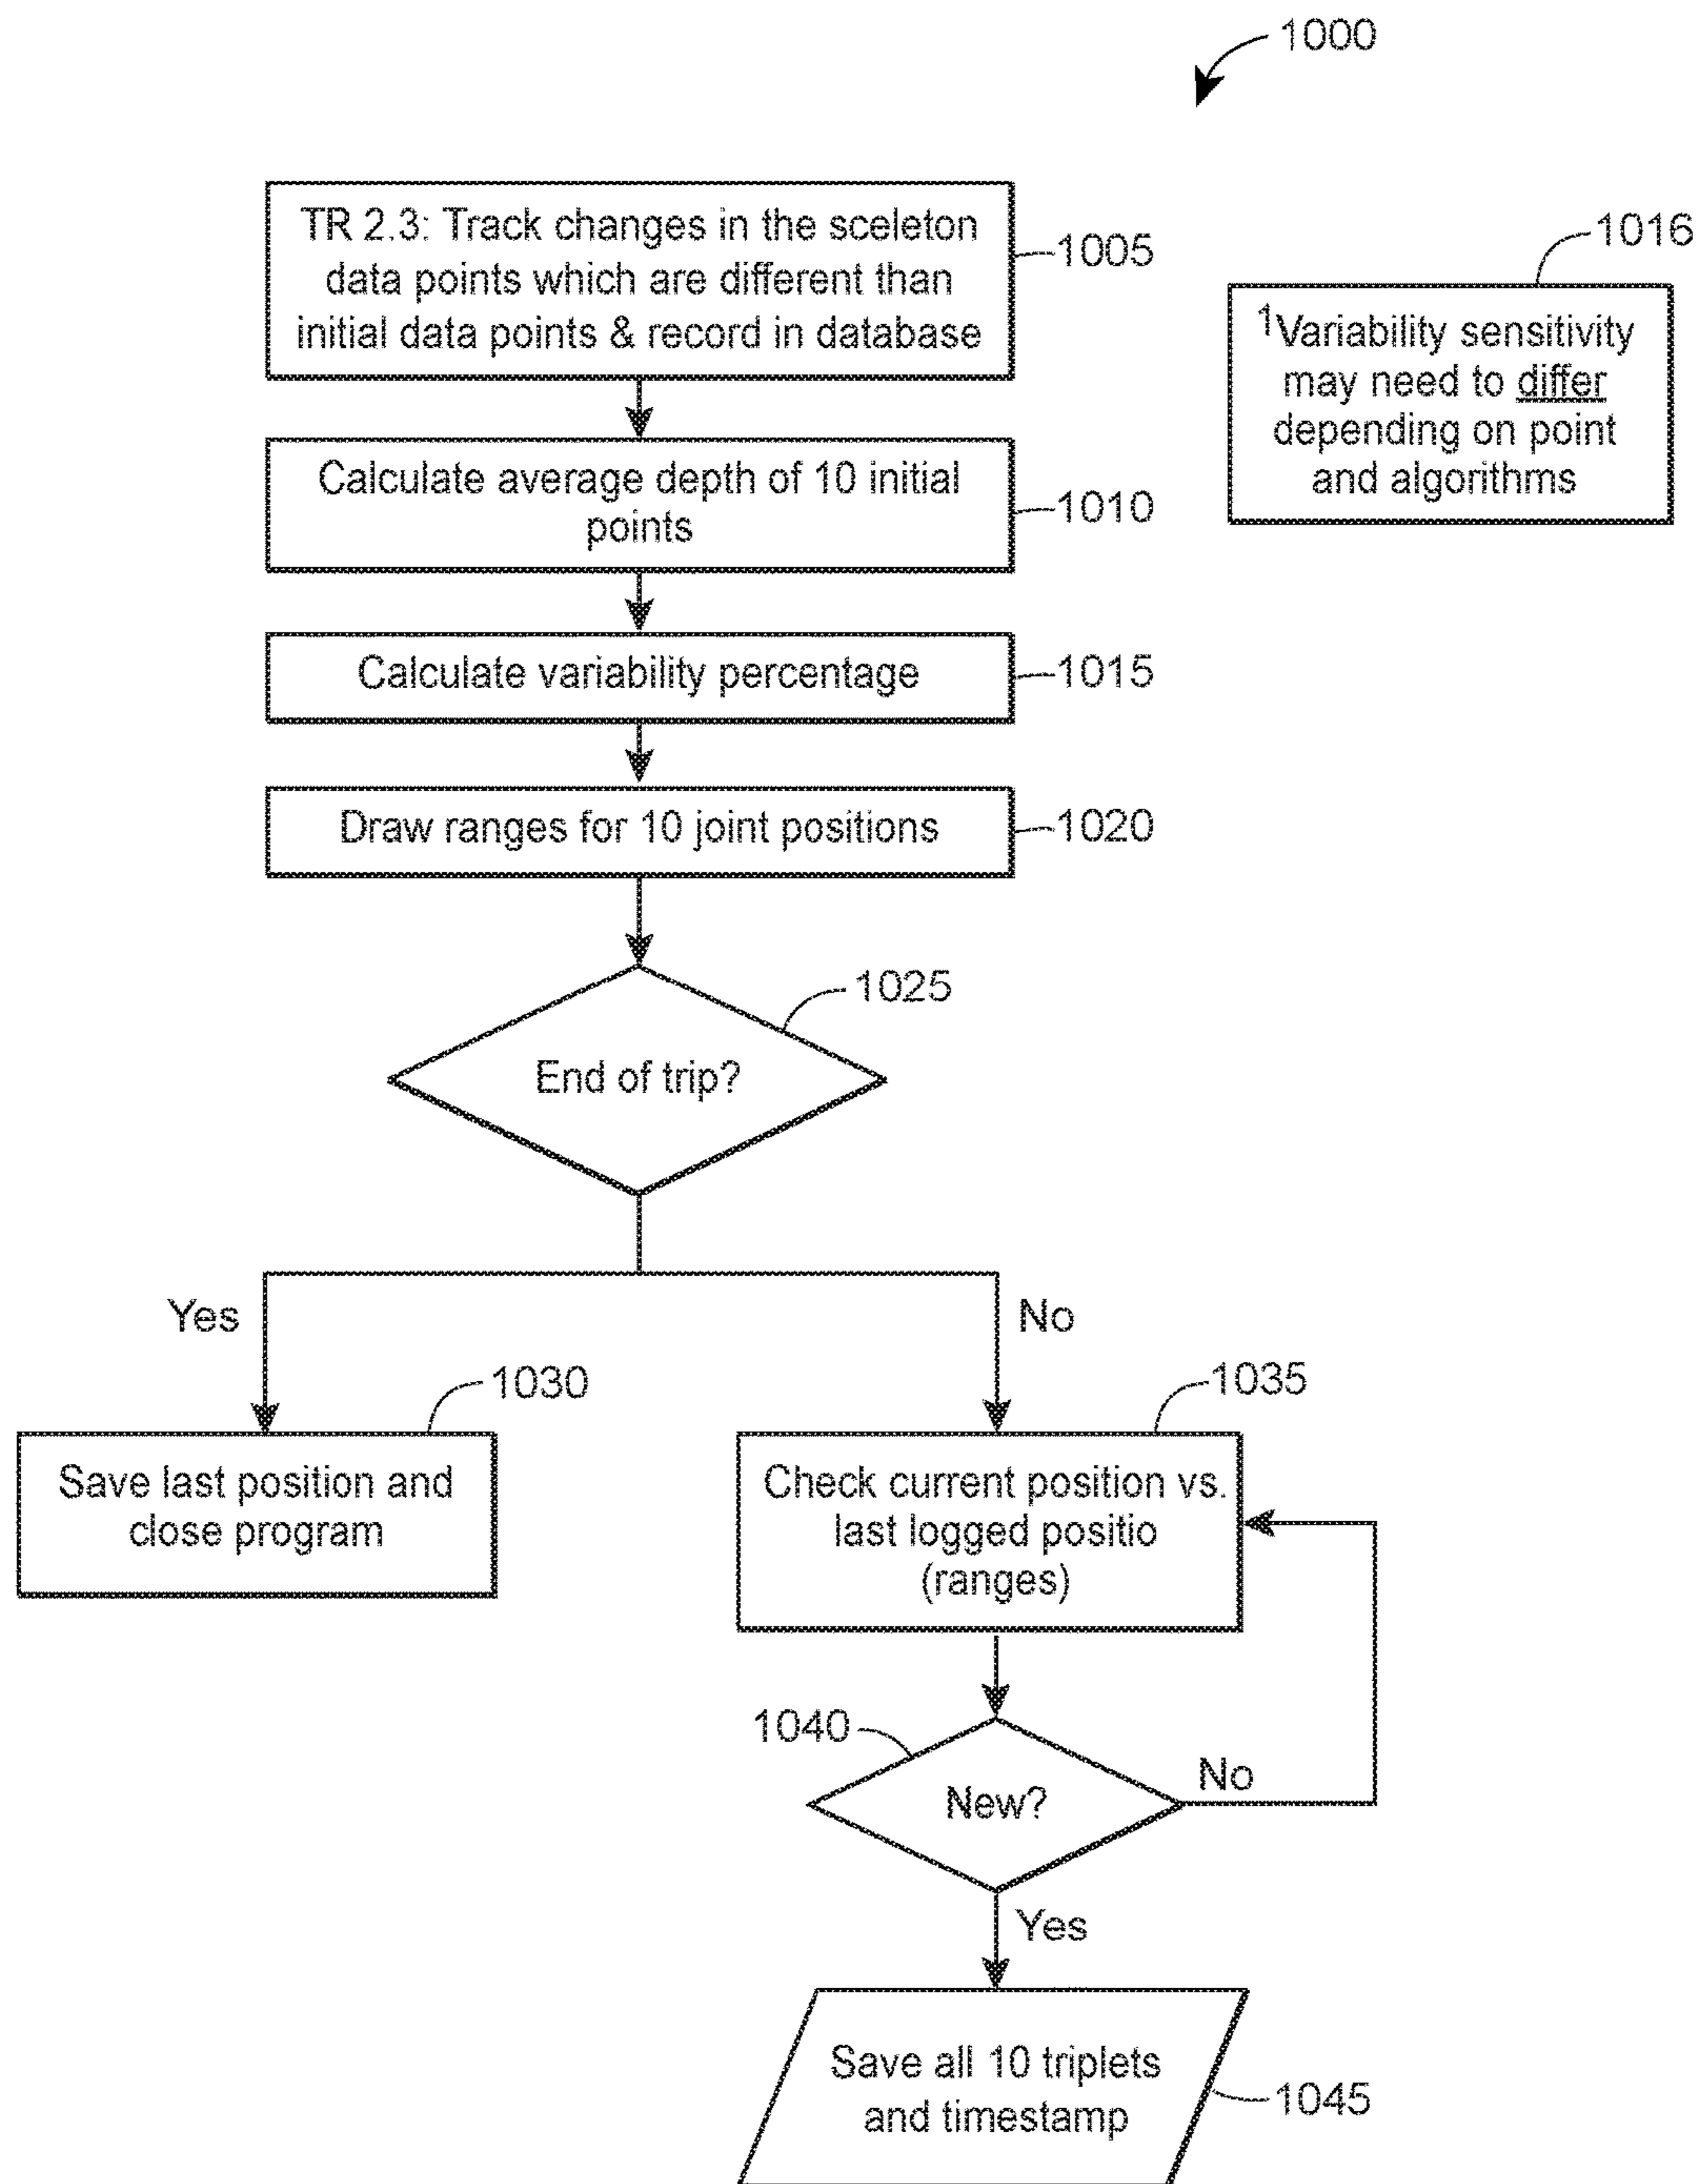 1000
TR 2.3: Track changes in the sceleton
data points which are different than
initial data points & record in database
1005
1016
1Variability sensitivity
may need to differ
depending on point
and algorithms
Calculate average depth of 10 initial
points
1010
Calculate variability percentage
1015
Draw ranges for 10 joint positions
1020
1025
End of trip?
Yes
No
1030
Save last position and
close program
1035
Check current position vs.
last logged positio
(ranges)
1040
New?
No
Yes
Save all 10 triplets
and timestamp
1045